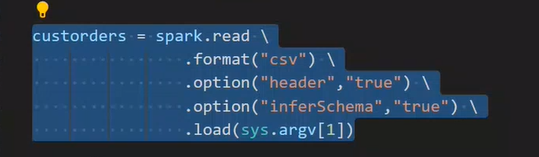 custorders = spark.read \
.format("csv") \
.option("header","true") \
.option("inferSchema","true") \
.load(sys.argv[1])